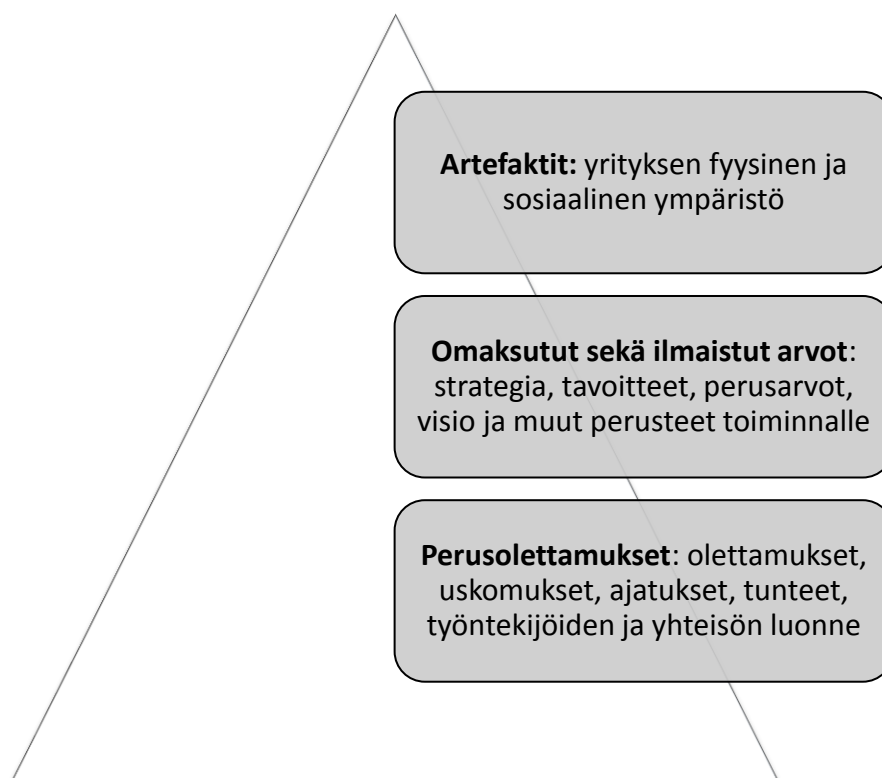 Artefaktit: yrityksen fyysinen ja
sosiaalinen ympäristö
Omaksutut sekä ilmaistut arvot:
strategia, tavoitteet, perusarvot,
visio ja muut perusteet toiminnalle
Perusolettamukset: olettamukset,
uskomukset, ajatukset, tunteet,
työntekijöiden ja yhteisön luonne